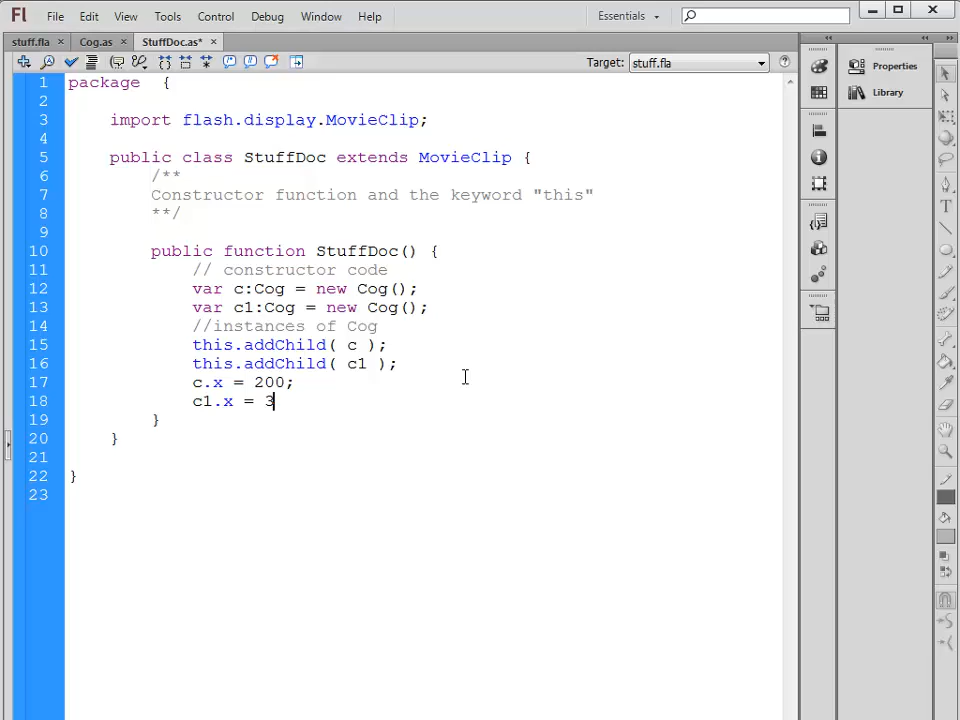 Fl File Edit View Tools Control Debug Window Help Essentials
stuff.fla × Cog.as × StuffDoc.as* ×
Target: stuff.fla
Properties
Library
1 package {
2
3 import flash.display.MovieClip;
4
5 public class StuffDoc extends MovieClip {
6 /**
7 Constructor function and the keyword "this"
8 **/
9
10 public function StuffDoc() {
11 // constructor code
12 var c:Cog = new Cog();
13 var c1:Cog = new Cog();
14 //instances of Cog
15 this.addChild( c );
16 this.addChild( c1 );
17 c.x = 200;
18 c1.x = 3
19 }
20 }
21
22 }
23